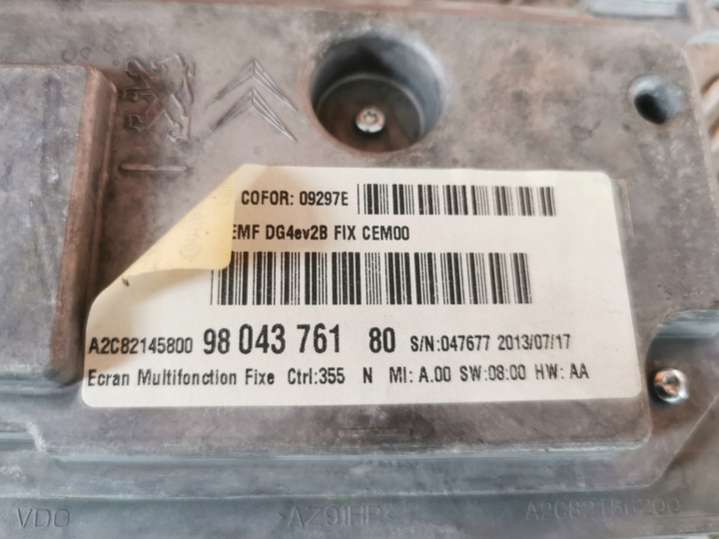 COFOR: 09297E
EMF DG4ev2B FIX CEM00
A2C82145800 98 043 761 80 S/N:047677 2013/07/17
Ecran Multifonction Fixe Ctrl:355 N MI: A.00 SW:08:00 HW: AA
VDO